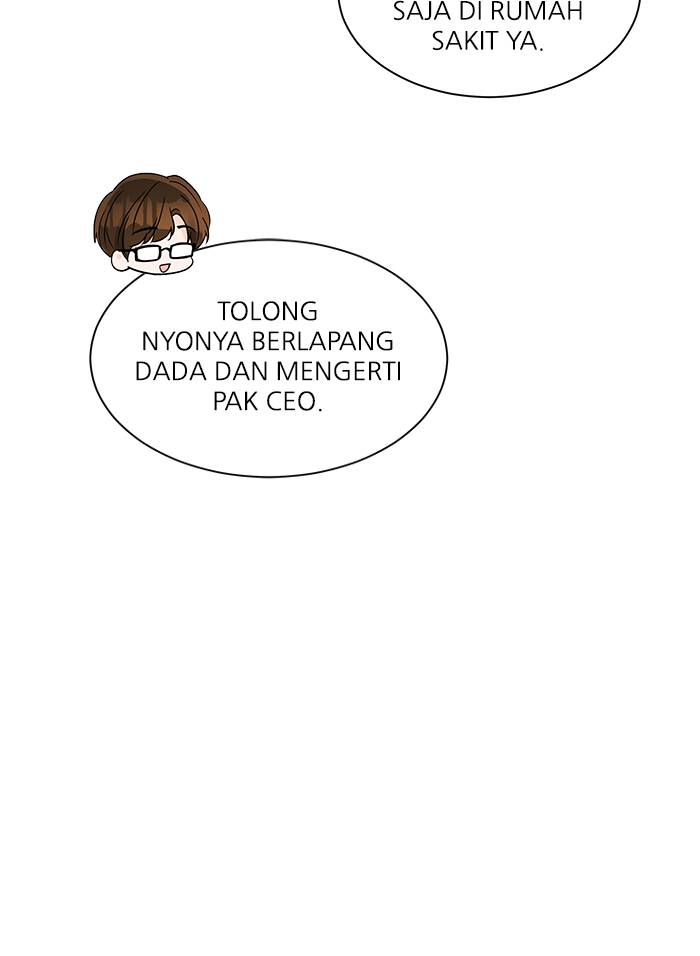 SAJA DI RUMAH
SAKIT YA.
TOLONG
NYONYA BERLAPANG
DADA DAN MENGERTI
PAK CEO.